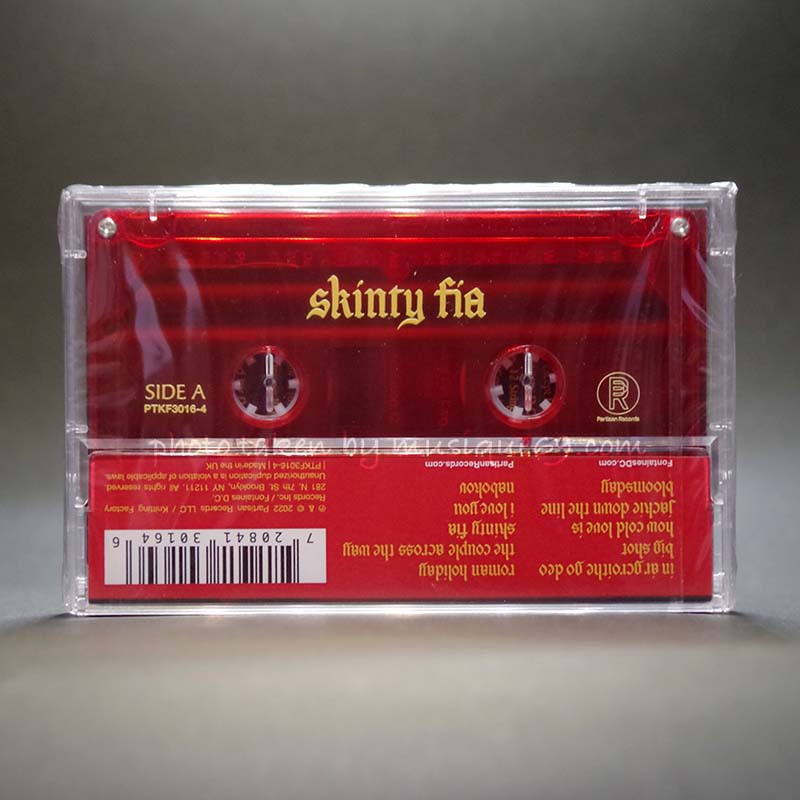 skinty fia
SIDE A
PTKF3016-4
Partisan Records
photo taken by muslauf6y.com
in ár gcroíthe go deo
big shot
how cold love is
jackie down the line
bloomsday
FontainesDC.com
roman holiday
the couple across the way
skinty fia
i love you
nabokov
PartisanRecords.com
7 20841 30164 6
℗ & © 2022 Partisan Records LLC / Knitting Factory
Records Inc. / Fontaines D.C.
281 N. 7th St. Brooklyn, NY 11211. All rights reserved.
Unauthorized duplication is a violation of applicable laws.
PTKF3016-4 | Made in the UK